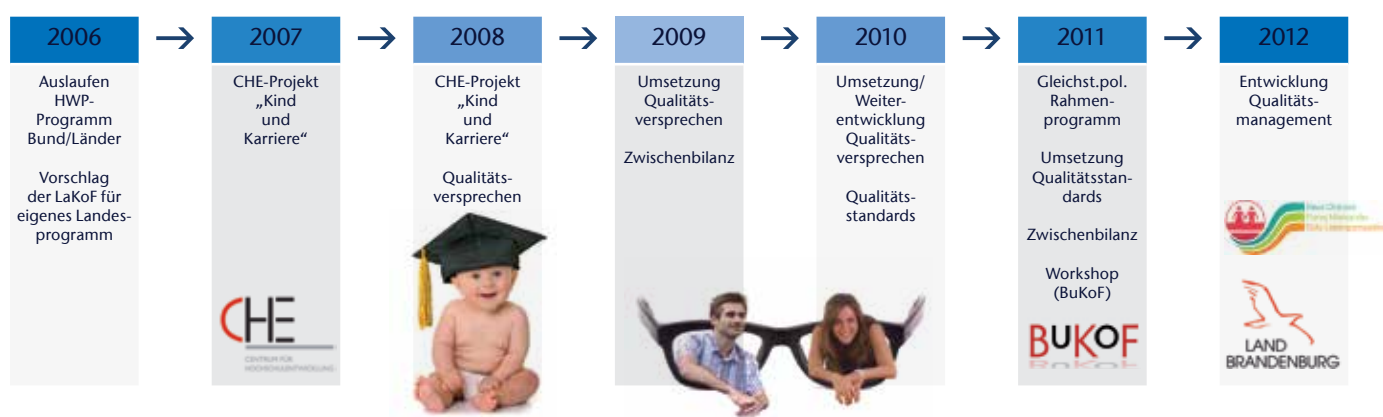 2006
Auslaufen
HWP-
Programm
Bund/Länder
Vorschlag
der LaKoF für
eigenes Landes-
programm
2007
CHE-Projekt
„Kind
und
Karriere“
CHE
CENTRUM FÜR
HOCHSCHULENTWICKLUNG
2008
CHE-Projekt
„Kind
und
Karriere“
Qualitäts-
versprechen
2009
Umsetzung
Qualitäts-
versprechen
Zwischenbilanz
2010
Umsetzung/
Weiter-
entwicklung
Qualitäts-
versprechen
Qualitäts-
standards
2011
Gleichst.pol.
Rahmen-
programm
Umsetzung
Qualitätsstan-
dards
Zwischenbilanz
Workshop
(BuKoF)
BUKOF
2012
Entwicklung
Qualitäts-
management
LAND
BRANDENBURG